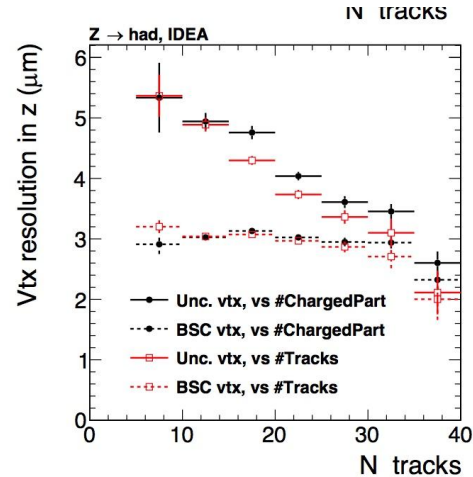 N tracks
Z → had, IDEA
Vtx resolution in z (μm)
6
5
4
3
2
1
0
Unc. vtx, vs #ChargedPart
BSC vtx, vs #ChargedPart
Unc. vtx, vs #Tracks
BSC vtx, vs #Tracks
0 10 20 30 40
N tracks